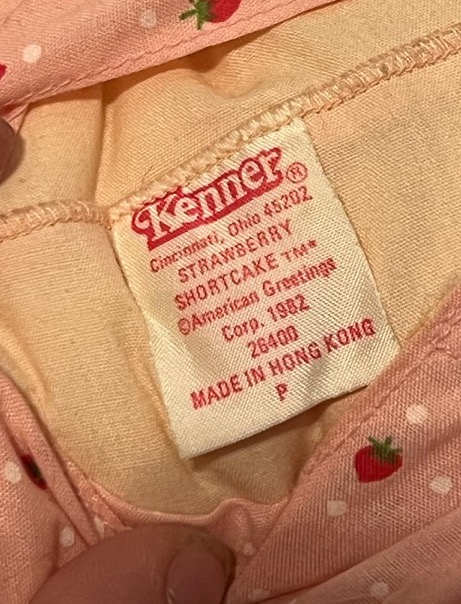 Kenner®
Cincinnati, Ohio 45202
STRAWBERRY
SHORTCAKE TM*
©American Greetings
Corp. 1982
26400
MADE IN HONG KONG
P